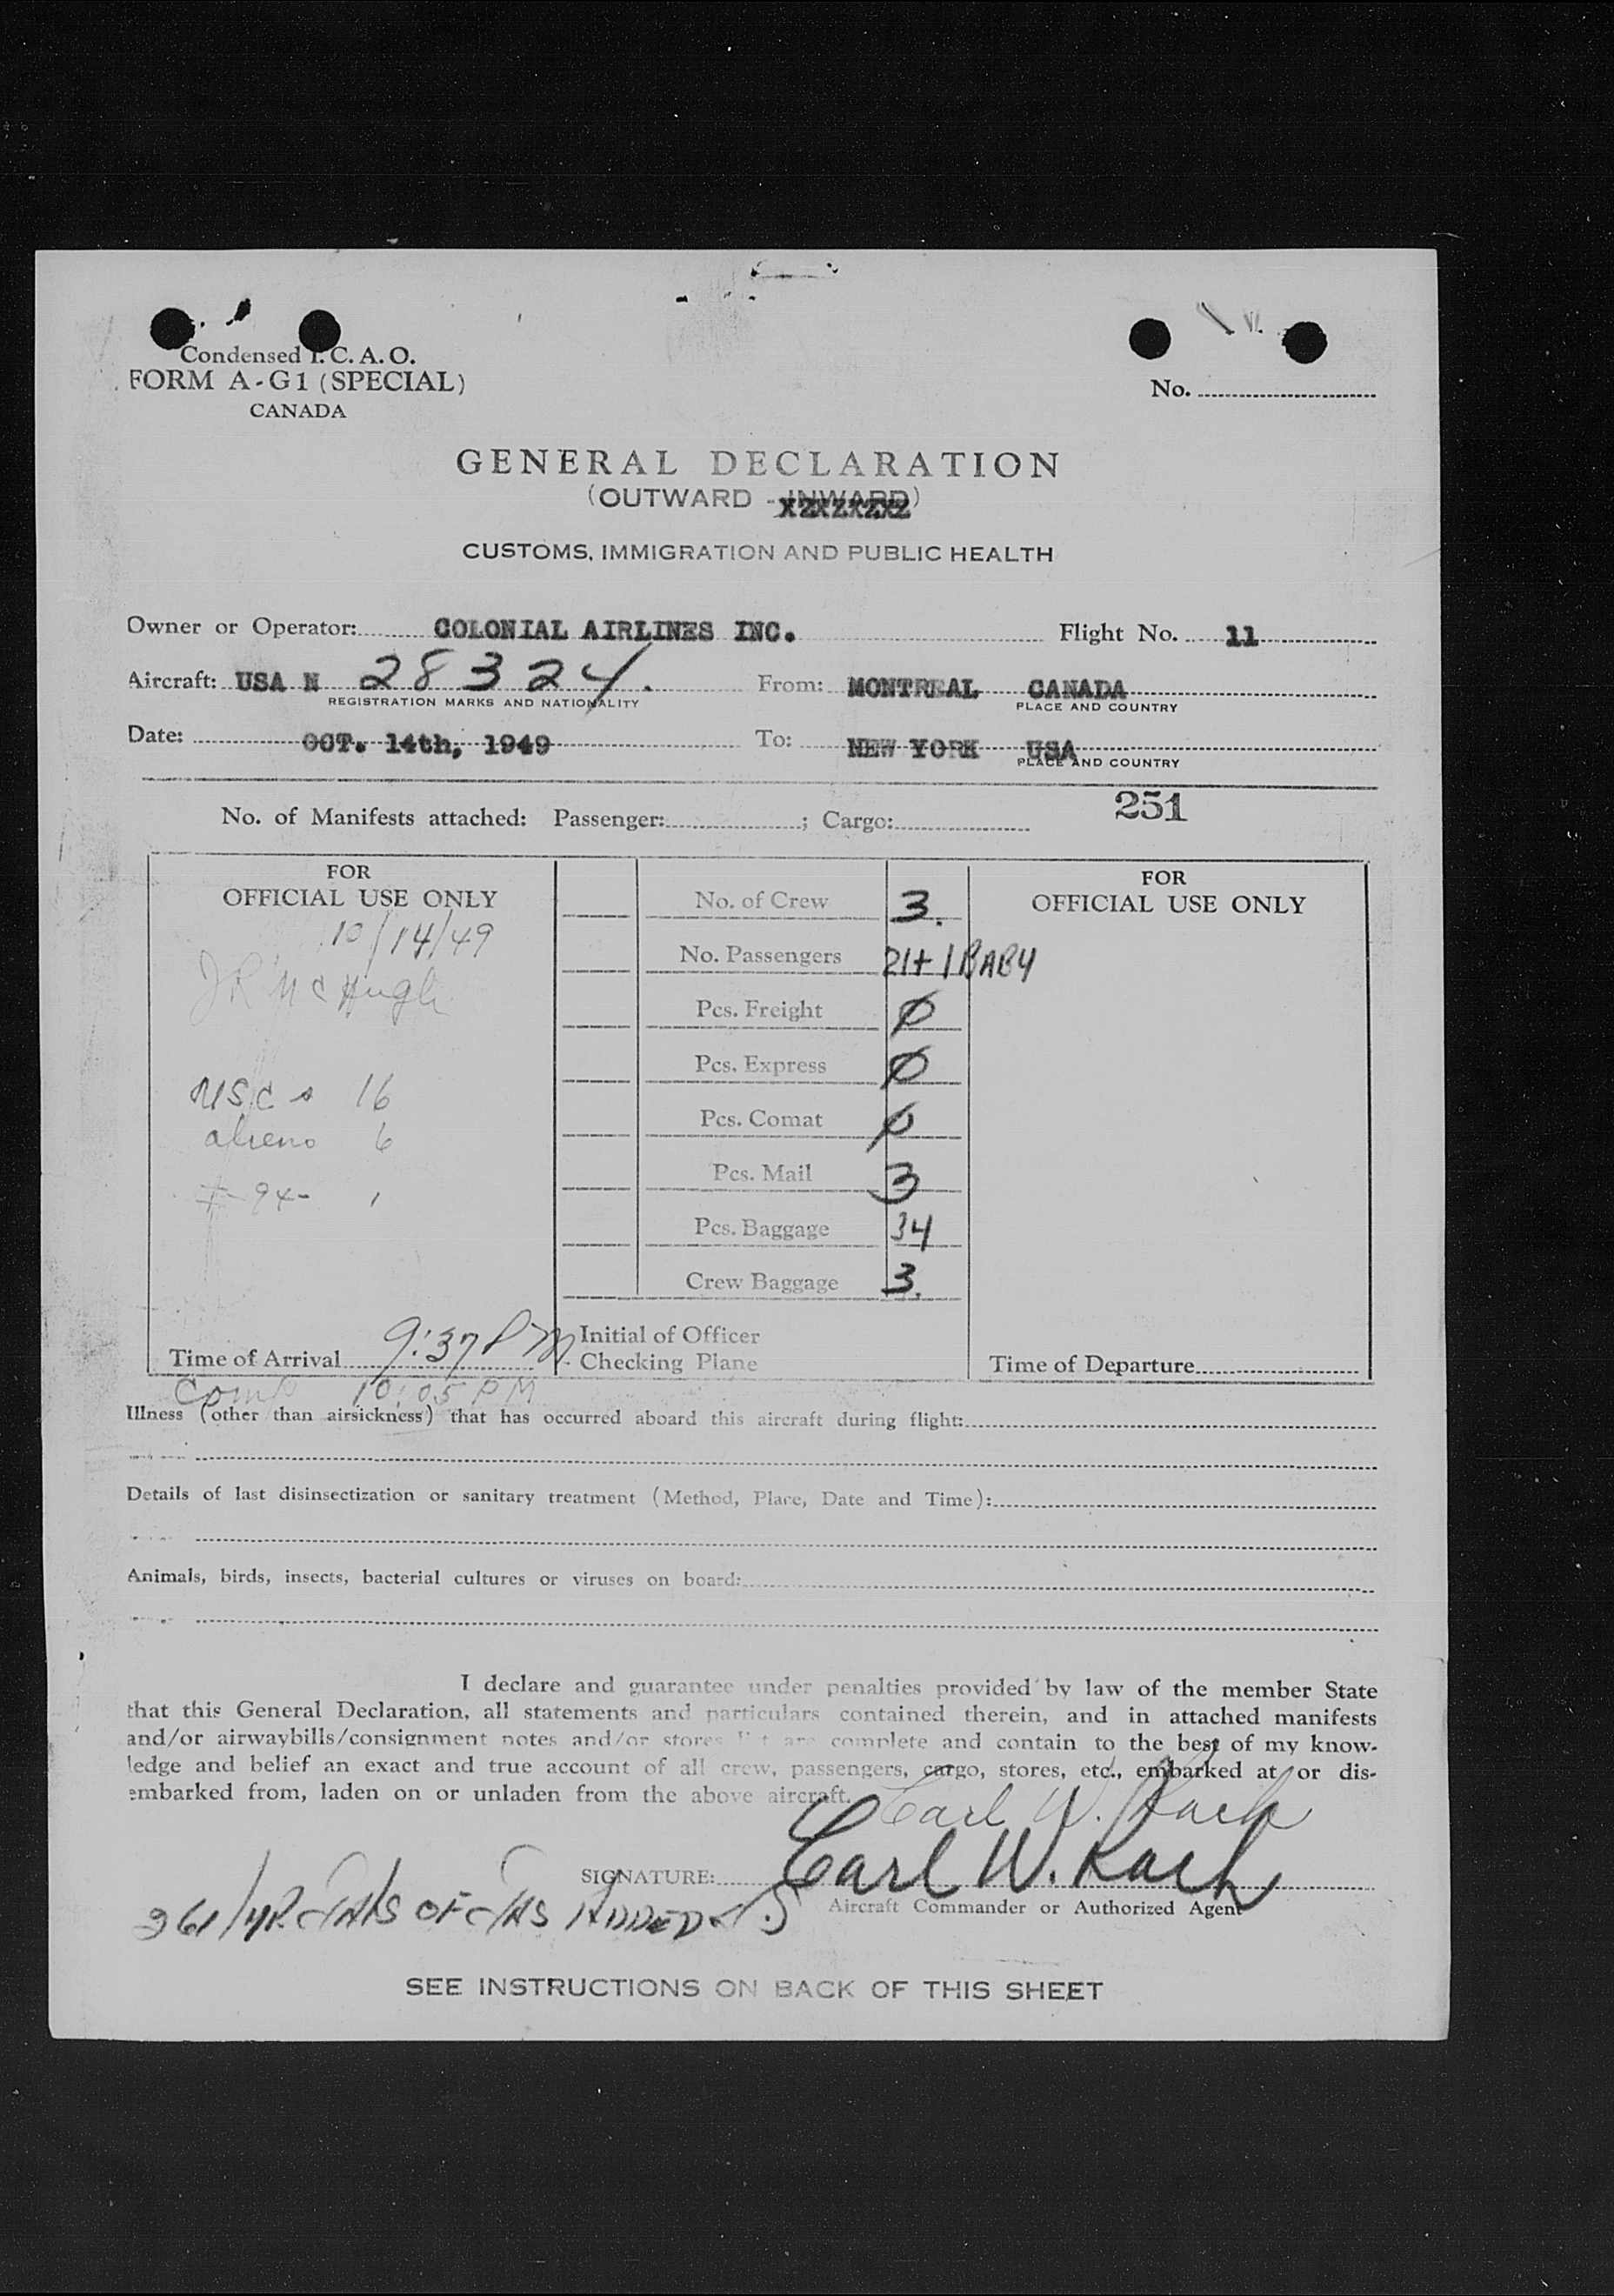 Condensed I. C. A. O.
FORM A-G1 (SPECIAL)
CANADA
No.
GENERAL DECLARATION
(OUTWARD - INWARD)
CUSTOMS, IMMIGRATION AND PUBLIC HEALTH
Owner or Operator: COLONIAL AIRLINES INC. Flight No. 11
Aircraft: USA N 28324. From: MONTREAL CANADA
REGISTRATION MARKS AND NATIONALITY PLACE AND COUNTRY
Date: OCT. 14th, 1949 To: NEW YORK USA
PLACE AND COUNTRY
251
No. of Manifests attached: Passenger: ; Cargo:
FOR
OFFICIAL USE ONLY
10/14/49
JR McHugh
USC s 16
aliens 6
94 - 1
Time of Arrival 9:37 PM
Comp 10:05 PM
No. of Crew 3.
No. Passengers 21+1 BABY
Pcs. Freight Ø
Pcs. Express Ø
Pcs. Comat Ø
Pcs. Mail 3
Pcs. Baggage 34
Crew Baggage 3.
Initial of Officer
Checking Plane
FOR
OFFICIAL USE ONLY
Time of Departure
Illness (other than airsickness) that has occurred aboard this aircraft during flight:
Details of last disinsectization or sanitary treatment (Method, Place, Date and Time):
Animals, birds, insects, bacterial cultures or viruses on board:
I declare and guarantee under penalties provided by law of the member State
that this General Declaration, all statements and particulars contained therein, and in attached manifests
and/or airwaybills/consignment notes and/or stores list are complete and contain to the best of my know-
ledge and belief an exact and true account of all crew, passengers, cargo, stores, etc., embarked at or dis-
embarked from, laden on or unladen from the above aircraft.
Carl W. Rach
SIGNATURE: Carl W. Rach
Aircraft Commander or Authorized Agent
OF ADDED
SEE INSTRUCTIONS ON BACK OF THIS SHEET